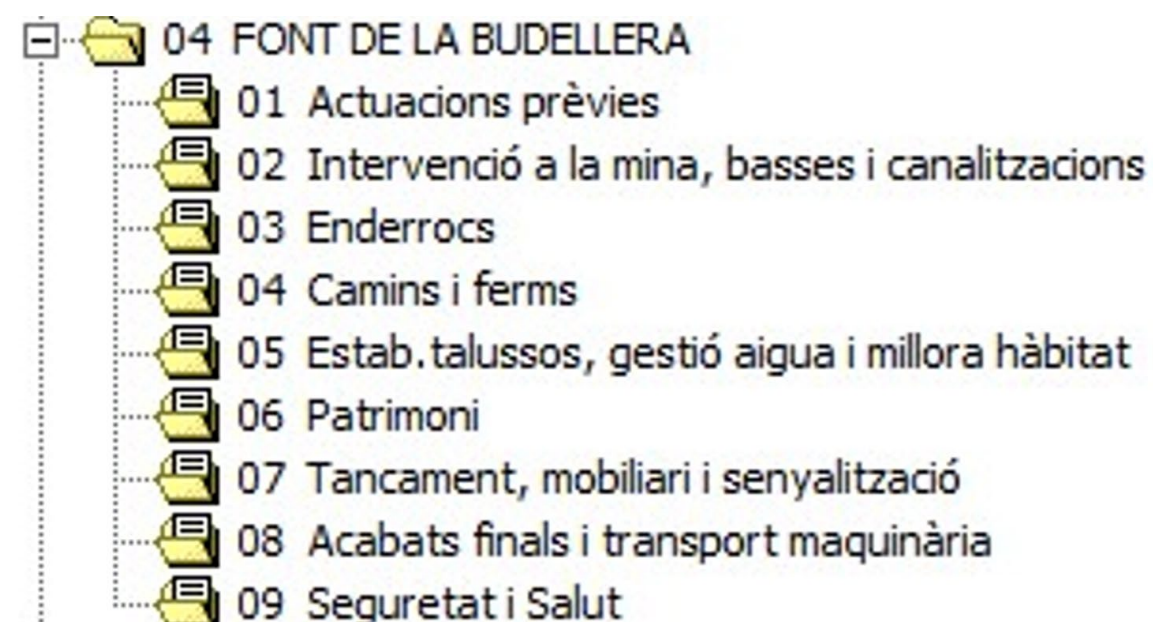 04 FONT DE LA BUDELLERA
01 Actuacions prèvies
02 Intervenció a la mina, basses i canalitzacions
03 Enderrocs
04 Camins i ferms
05 Estab.talussos, gestió aigua i millora hàbitat
06 Patrimoni
07 Tancament, mobiliari i senyalització
08 Acabats finals i transport maquinària
09 Seguretat i Salut